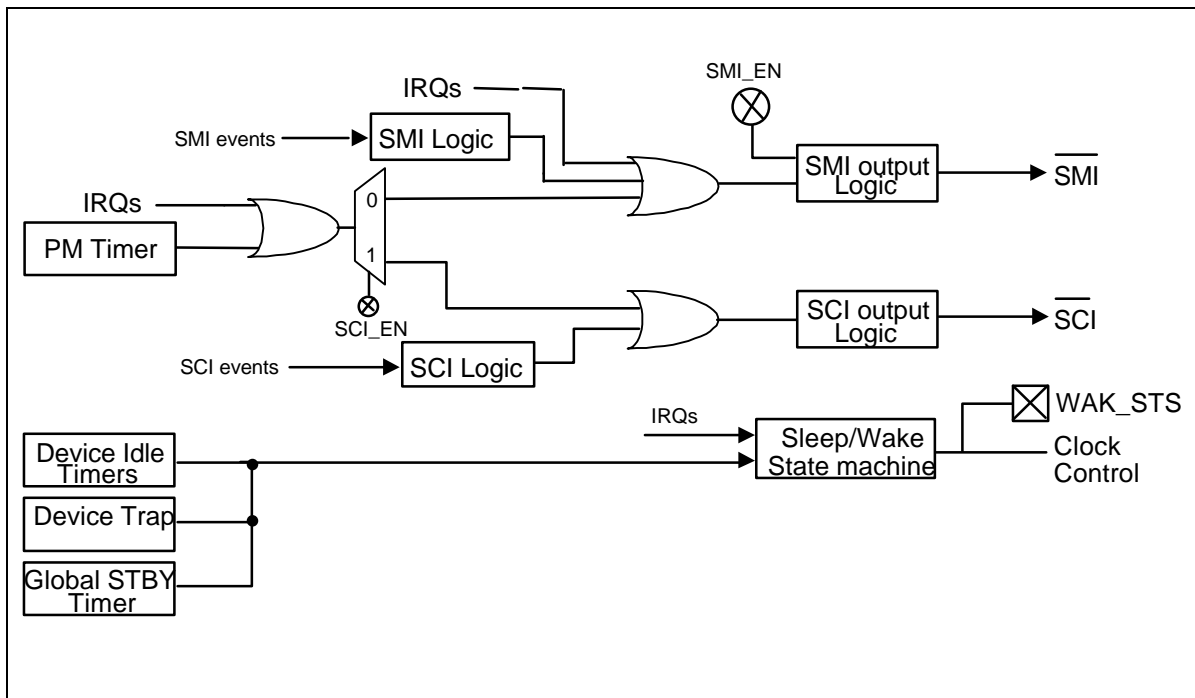 SMI_EN
IRQs
SMI events
SMI Logic
SMI output
Logic
SMI
IRQs
PM Timer
0
1
SCI_EN
SCI output
Logic
SCI
SCI events
SCI Logic
IRQs
Sleep/Wake
State machine
WAK_STS
Clock
Control
Device Idle
Timers
Device Trap
Global STBY
Timer